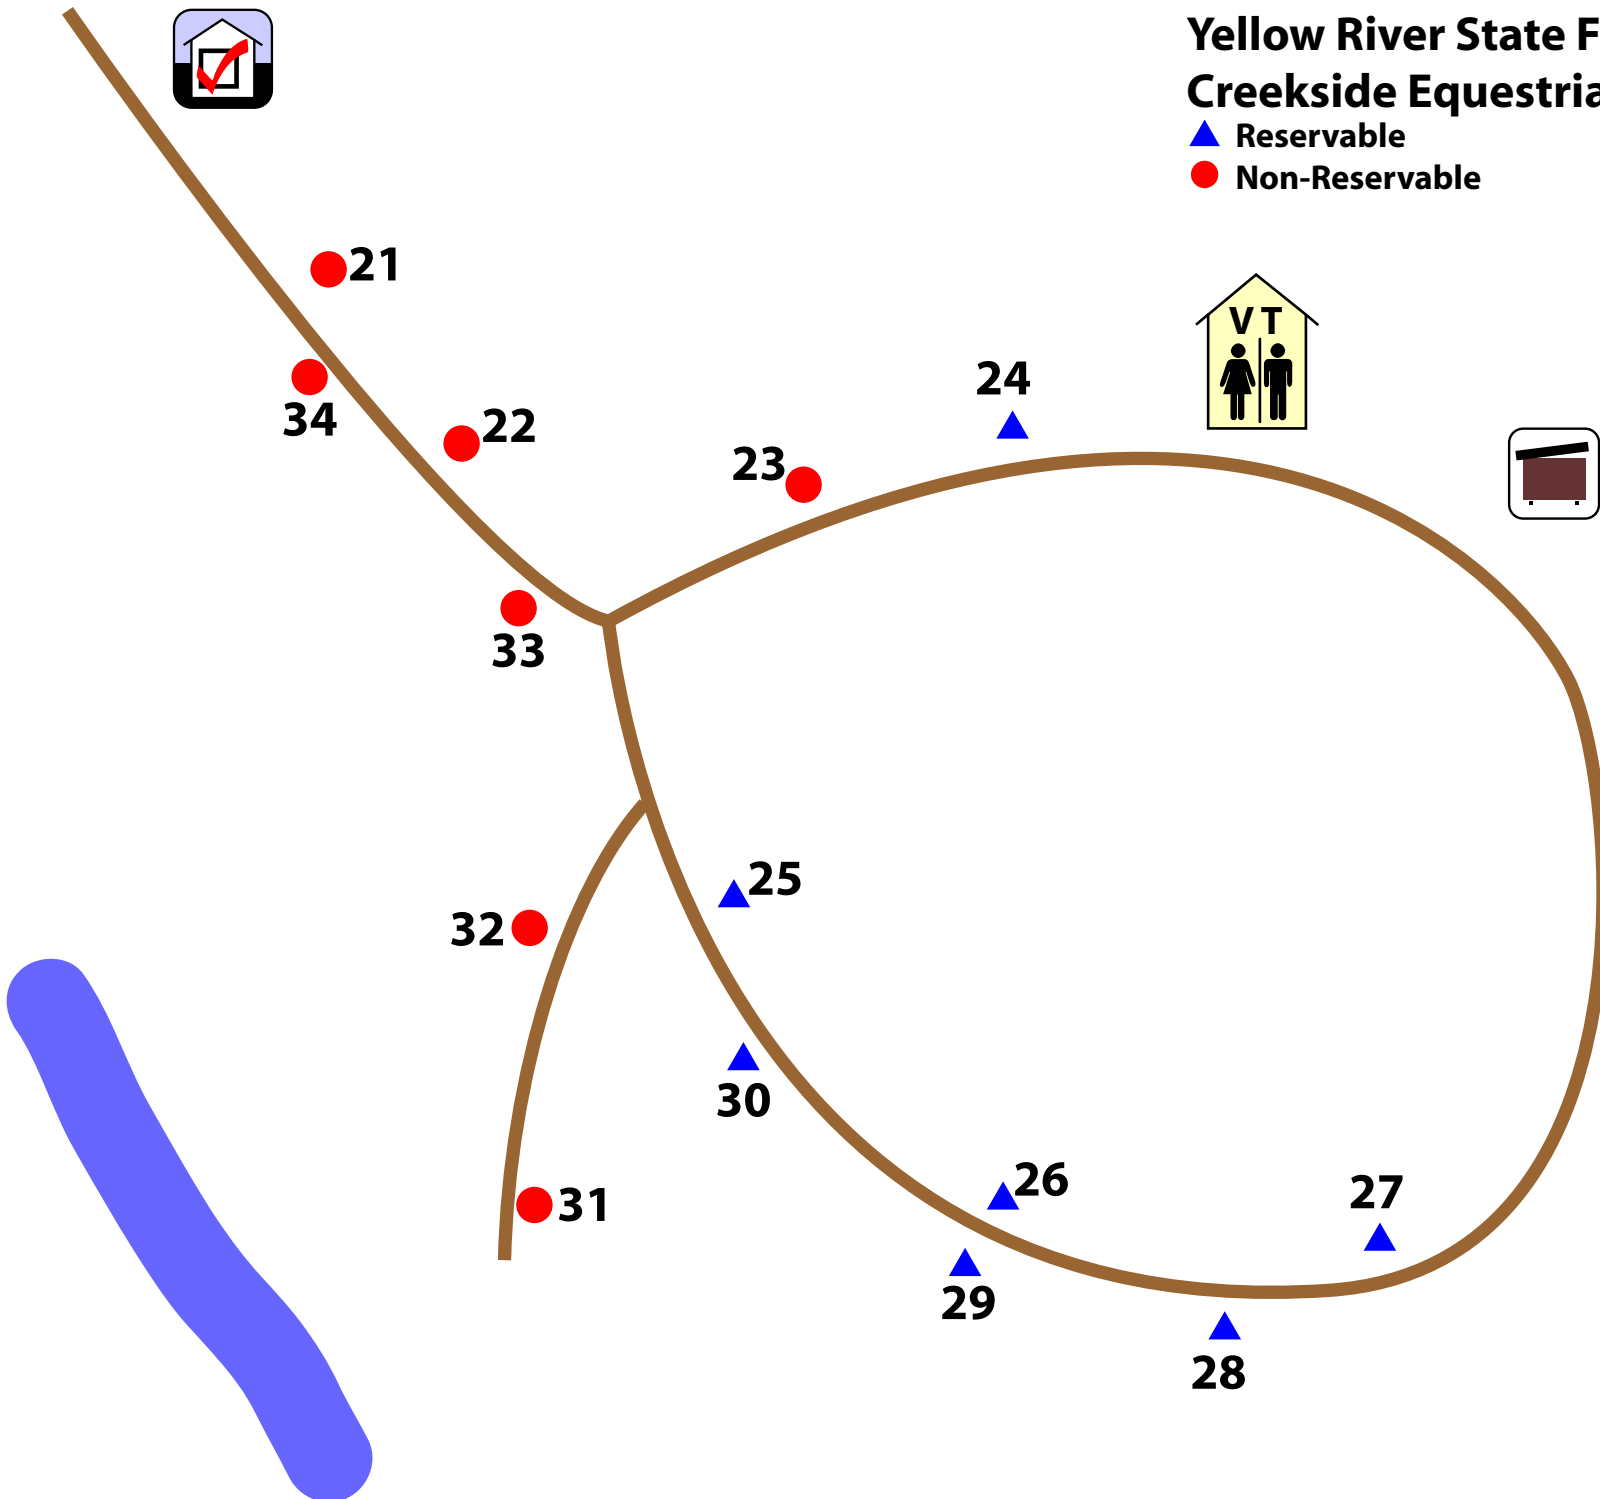 Yellow River State F
Creekside Equestria
Reservable
Non-Reservable
21
V T
24
34
22
23
33
25
32
30
26
27
31
29
28